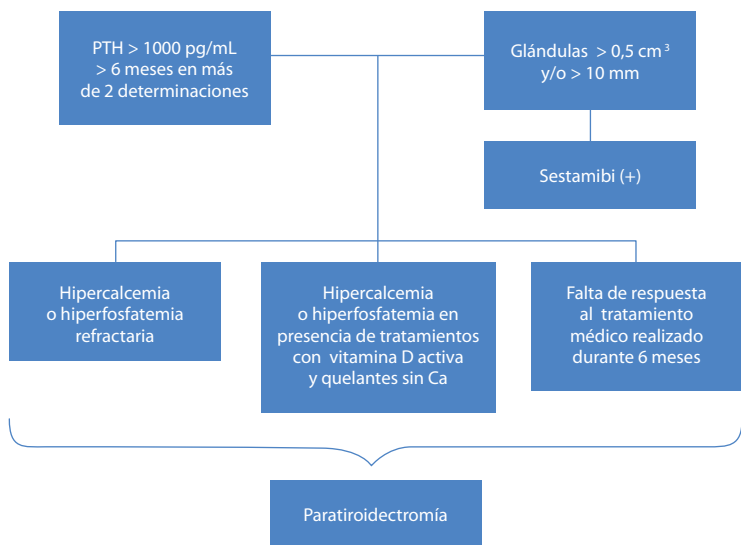 PTH > 1000 pg/mL
> 6 meses en más
de 2 determinaciones
Glándulas > 0,5 cm³
y/o > 10 mm
Sestamibi (+)
Hipercalcemia
o hiperfosfatemia
refractaria
Hipercalcemia
o hiperfosfatemia en
presencia de tratamientos
con vitamina D activa
y quelantes sin Ca
Falta de respuesta
al tratamiento
médico realizado
durante 6 meses
Paratiroidectromía